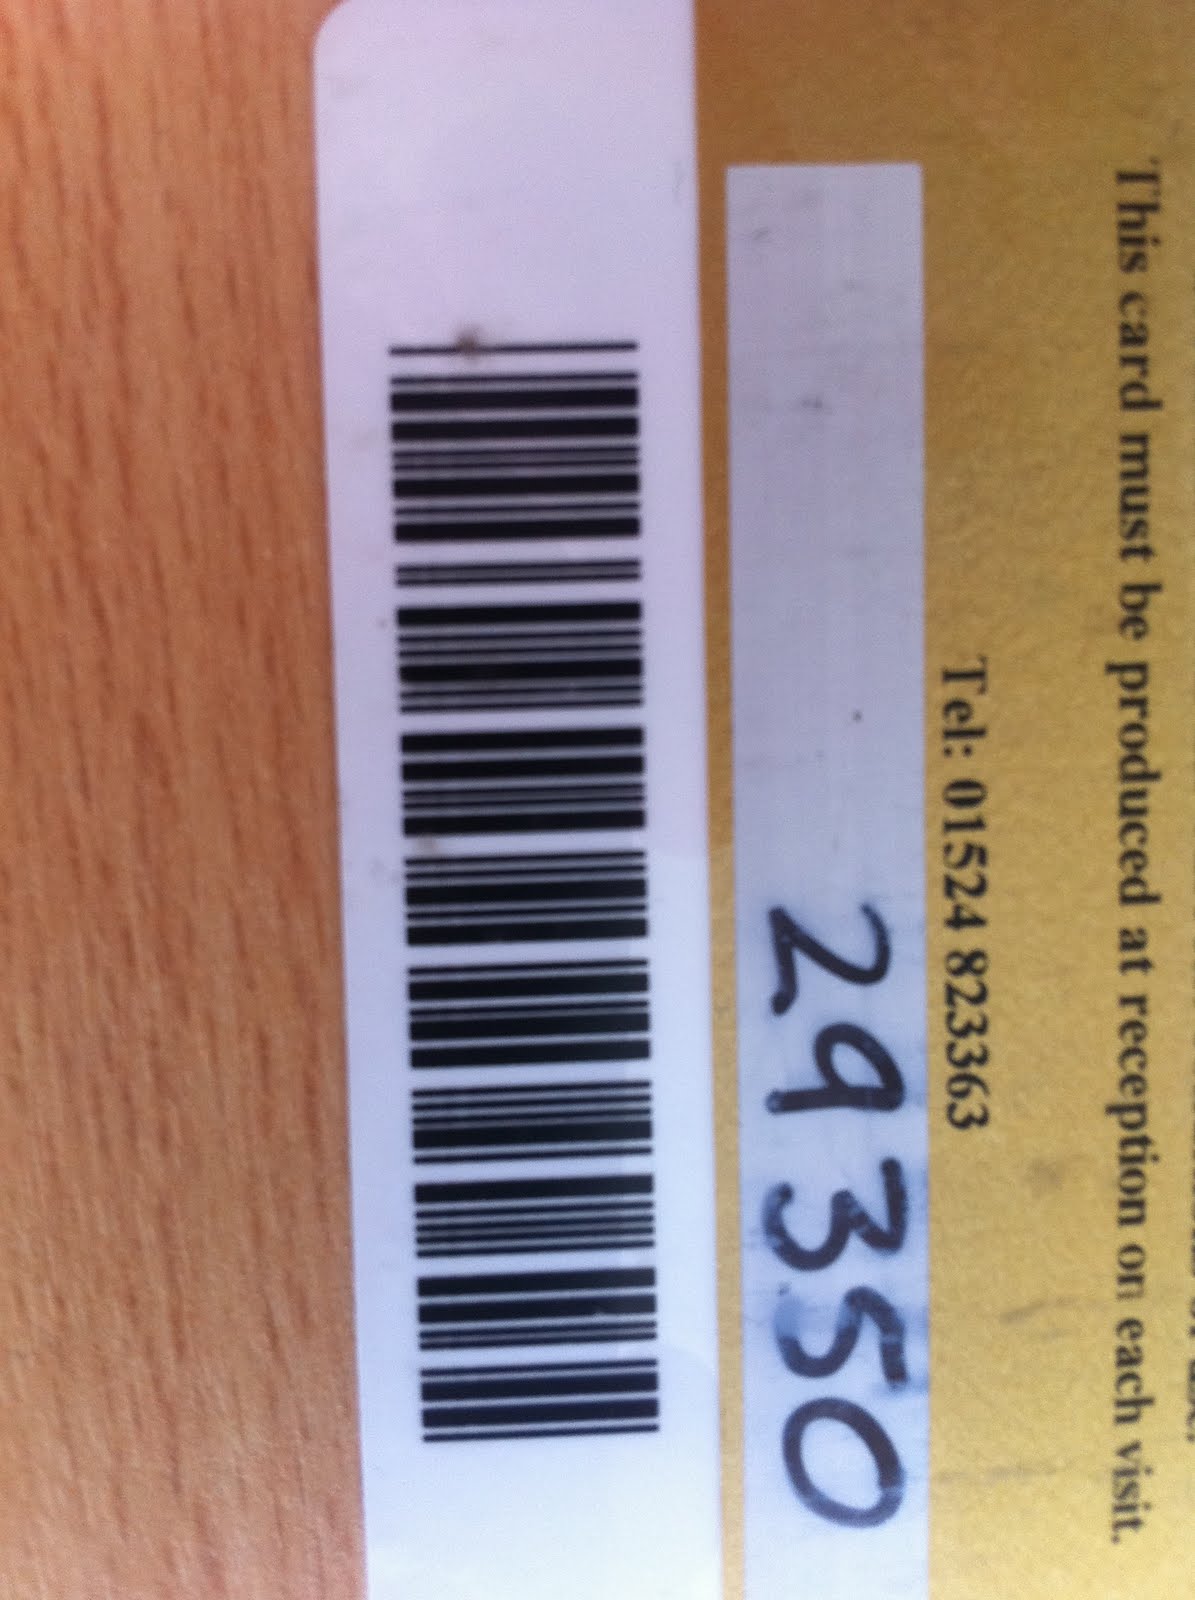 This card must be produced at reception on each visit.
Tel: 01524 823363
29350